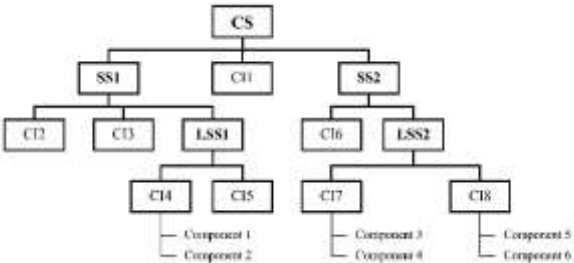 CS
SS1 CI1 SS2
CI2 CI3 LSS1 CI6 LSS2
CI4 CI5 CI7 CI8
Component 1 Component 3 Component 5
Component 2 Component 4 Component 6